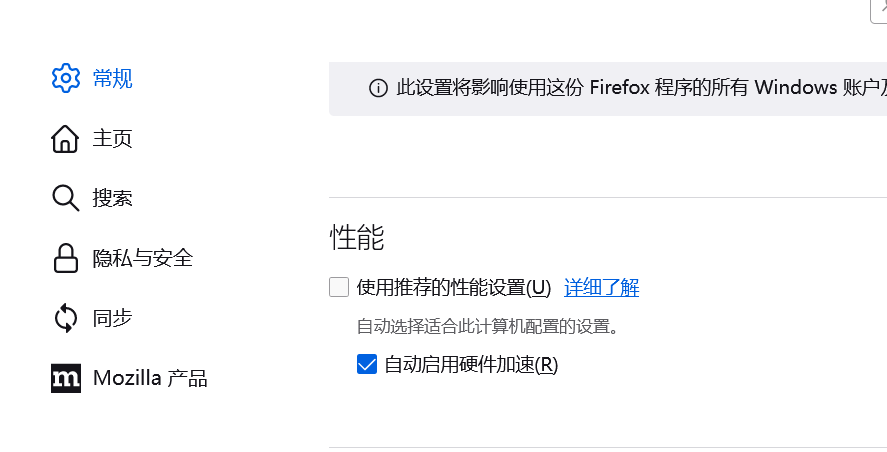 常规
主页
搜索
隐私与安全
同步
m
Mozilla 产品
此设置将影响使用这份 Firefox 程序的所有 Windows 账户
性能
使用推荐的性能设置(U) 详细了解
自动选择适合此计算机配置的设置。
自动启用硬件加速(R)